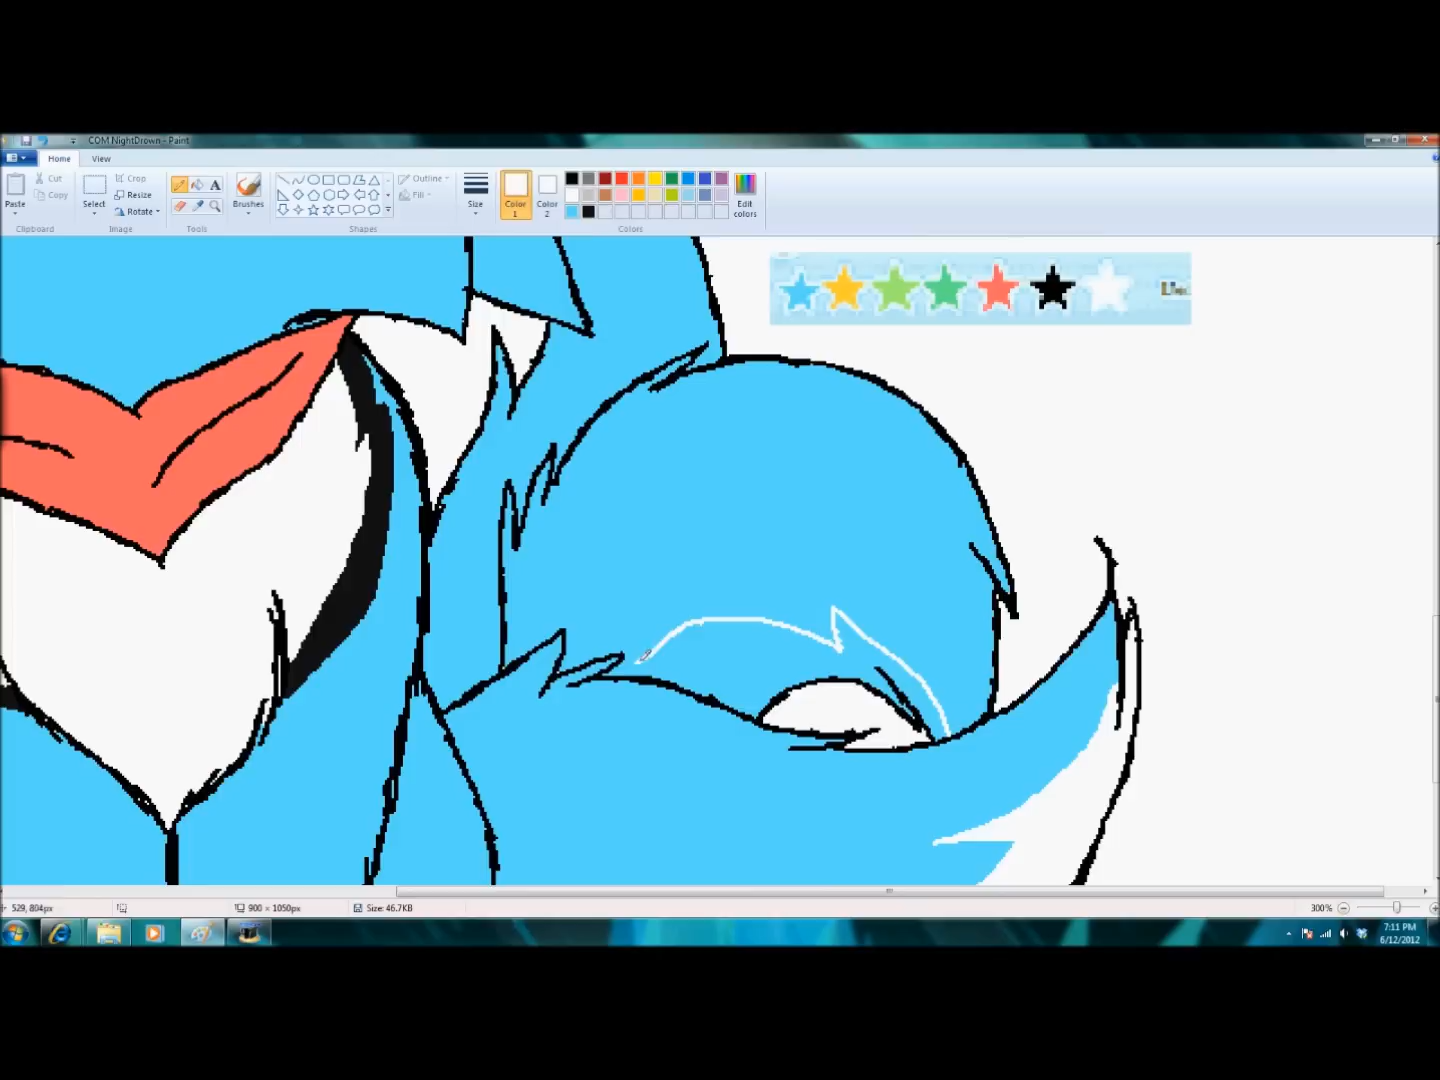 COM NightDrown - Paint
Home View
Paste
Cut
Copy
Clipboard
Select
Crop
Resize
Rotate
Image
A
Tools
Brushes
Outline
Fill
Shapes
Size
Color 1
Color 2
Edit colors
Colors
529, 804px
900 × 1050px
Size: 46.7KB
300%
7:11 PM
6/12/2012